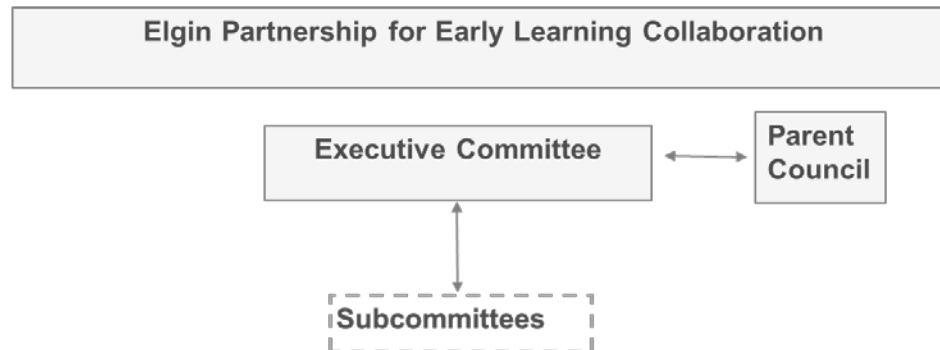 Elgin Partnership for Early Learning Collaboration
Executive Committee
Parent
Council
Subcommittees